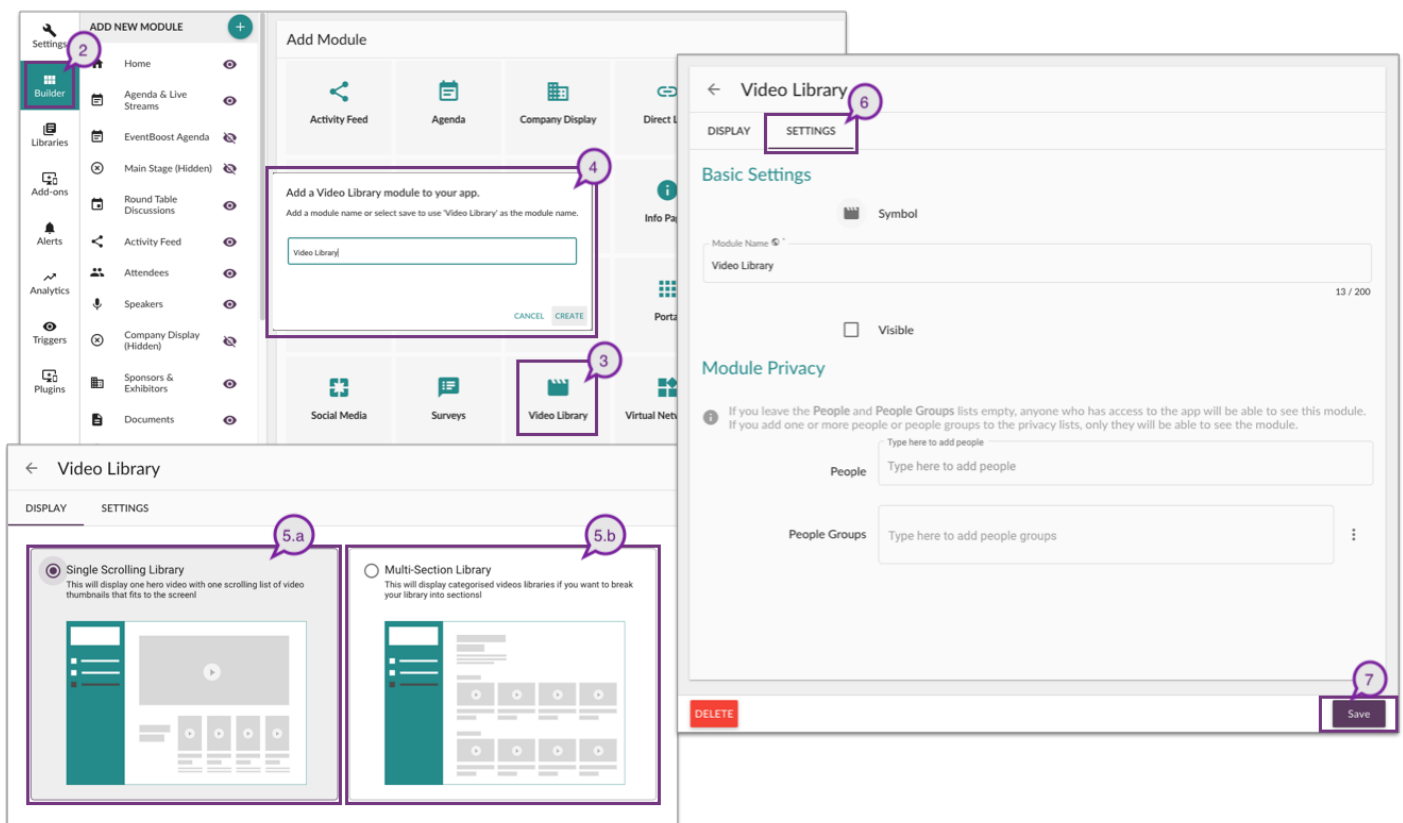 Settings
2
Builder
Libraries
Add-ons
Alerts
Analytics
Triggers
Plugins
ADD NEW MODULE
+
Home
Agenda & Live
Streams
EventBoost Agenda
Main Stage (Hidden)
Round Table
Discussions
Activity Feed
Attendees
Speakers
Company Display
(Hidden)
Sponsors &
Exhibitors
Documents
Add Module
Activity Feed
Agenda
Company Display
Direct L
4
Add a Video Library module to your app.
Add a module name or select save to use 'Video Library' as the module name.
Video Library
CANCEL
CREATE
Info Pa
Porta
3
Social Media
Surveys
Video Library
Virtual Netw
Video Library
DISPLAY
SETTINGS
5.a
Single Scrolling Library
This will display one hero video with one scrolling list of video
thumbnails that fits to the screen!
5.b
Multi-Section Library
This will display categorised videos libraries if you want to break
your library into sections!
Video Library
6
DISPLAY
SETTINGS
Basic Settings
Symbol
Module Name *
Video Library
13 / 200
Visible
Module Privacy
If you leave the People and People Groups lists empty, anyone who has access to the app will be able to see this module.
If you add one or more people or people groups to the privacy lists, only they will be able to see the module.
Type here to add people
People
Type here to add people
People Groups
Type here to add people groups
7
DELETE
Save